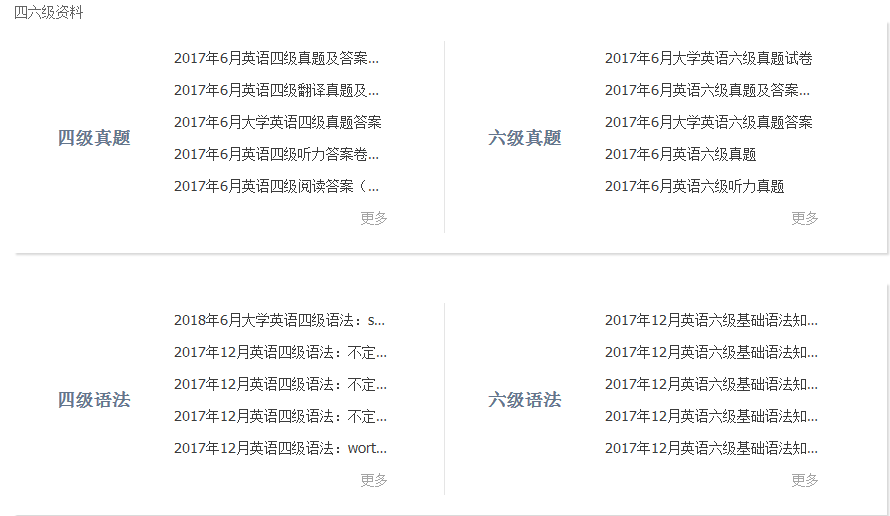 四六级资料
四级真题
2017年6月英语四级真题及答案...
2017年6月英语四级翻译真题及...
2017年6月大学英语四级真题答案
2017年6月英语四级听力答案卷...
2017年6月英语四级阅读答案（...
更多
六级真题
2017年6月大学英语六级真题试卷
2017年6月英语六级真题及答案...
2017年6月大学英语六级真题答案
2017年6月英语六级真题
2017年6月英语六级听力真题
更多
四级语法
2018年6月大学英语四级语法：s...
2017年12月英语四级语法：不定...
2017年12月英语四级语法：不定...
2017年12月英语四级语法：不定...
2017年12月英语四级语法：wort...
更多
六级语法
2017年12月英语六级基础语法知...
2017年12月英语六级基础语法知...
2017年12月英语六级基础语法知...
2017年12月英语六级基础语法知...
2017年12月英语六级基础语法知...
更多